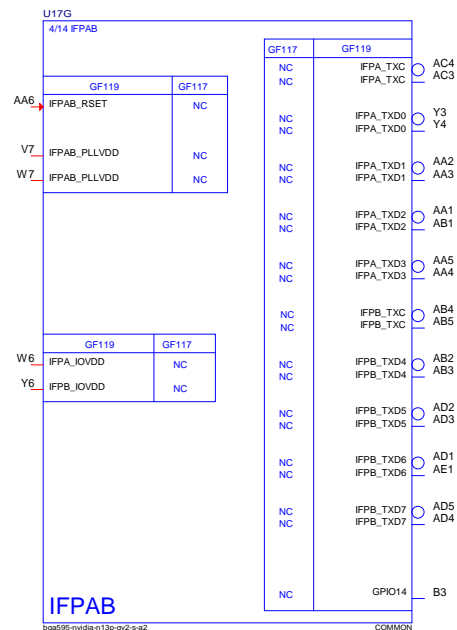 U17G
4/14 IFPAB
GF119 GF117
AA6 IFPAB_RSET NC
V7 IFPAB_PLLVDD NC
W7 IFPAB_PLLVDD NC
GF119 GF117
W6 IFPA_IOVDD NC
Y6 IFPB_IOVDD NC
GF117 GF119
NC IFPA_TXC AC4
NC IFPA_TXC AC3
NC IFPA_TXD0 Y3
NC IFPA_TXD0 Y4
NC IFPA_TXD1 AA2
NC IFPA_TXD1 AA3
NC IFPA_TXD2 AA1
NC IFPA_TXD2 AB1
NC IFPA_TXD3 AA5
NC IFPA_TXD3 AA4
NC IFPB_TXC AB4
NC IFPB_TXC AB5
NC IFPB_TXD4 AB2
NC IFPB_TXD4 AB3
NC IFPB_TXD5 AD2
NC IFPB_TXD5 AD3
NC IFPB_TXD6 AD1
NC IFPB_TXD6 AE1
NC IFPB_TXD7 AD5
NC IFPB_TXD7 AD4
NC GPIO14 B3
IFPAB
bga595-nvidia-n13p-gv2-s-a2 COMMON